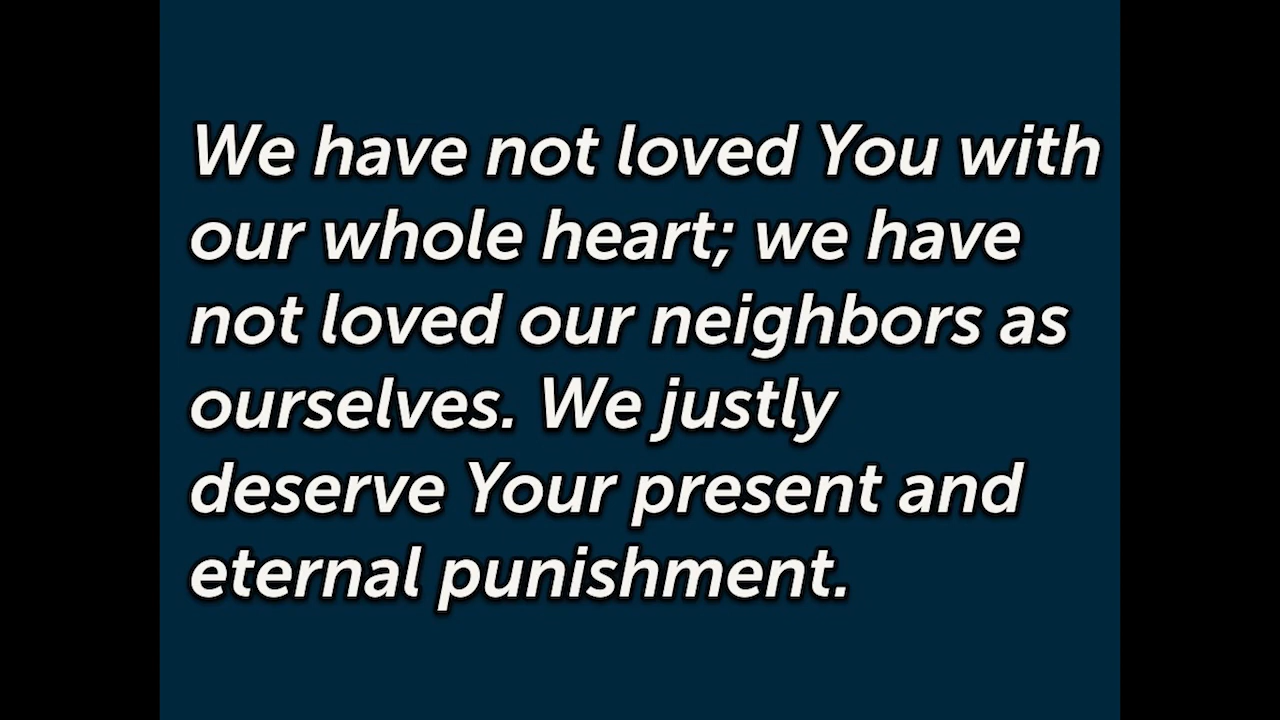 We have not loved You with
our whole heart; we have
not loved our neighbors as
ourselves. We justly
deserve Your present and
eternal punishment.